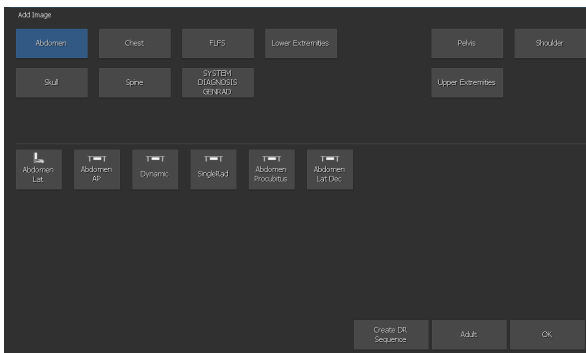 Add Image
Abdomen
Chest
FLFS
Lower Extremities
Pelvis
Shoulder
Skull
Spine
SYSTEM
DIAGNOSIS
GENRAD
Upper Extremities
Abdomen
Lat
Abdomen
AP
Dynamic
SingleRad
Abdomen
Procubitus
Abdomen
Lat Dec
Create DR
Sequence
Adult
OK